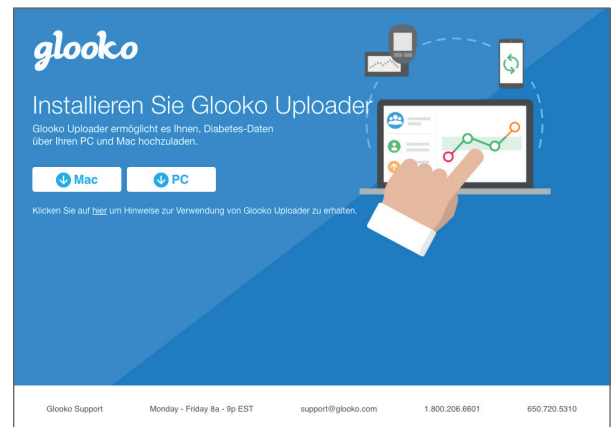 glooko
Installieren Sie Glooko Uploader
Glooko Uploader ermöglicht es Ihnen, Diabetes-Daten
über Ihren PC und Mac hochzuladen.
Mac PC
Klicken Sie auf hier um Hinweise zur Verwendung von Glooko Uploader zu erhalten.
Glooko Support Monday - Friday 8a - 9p EST support@glooko.com 1.800.206.6601 650.720.5310